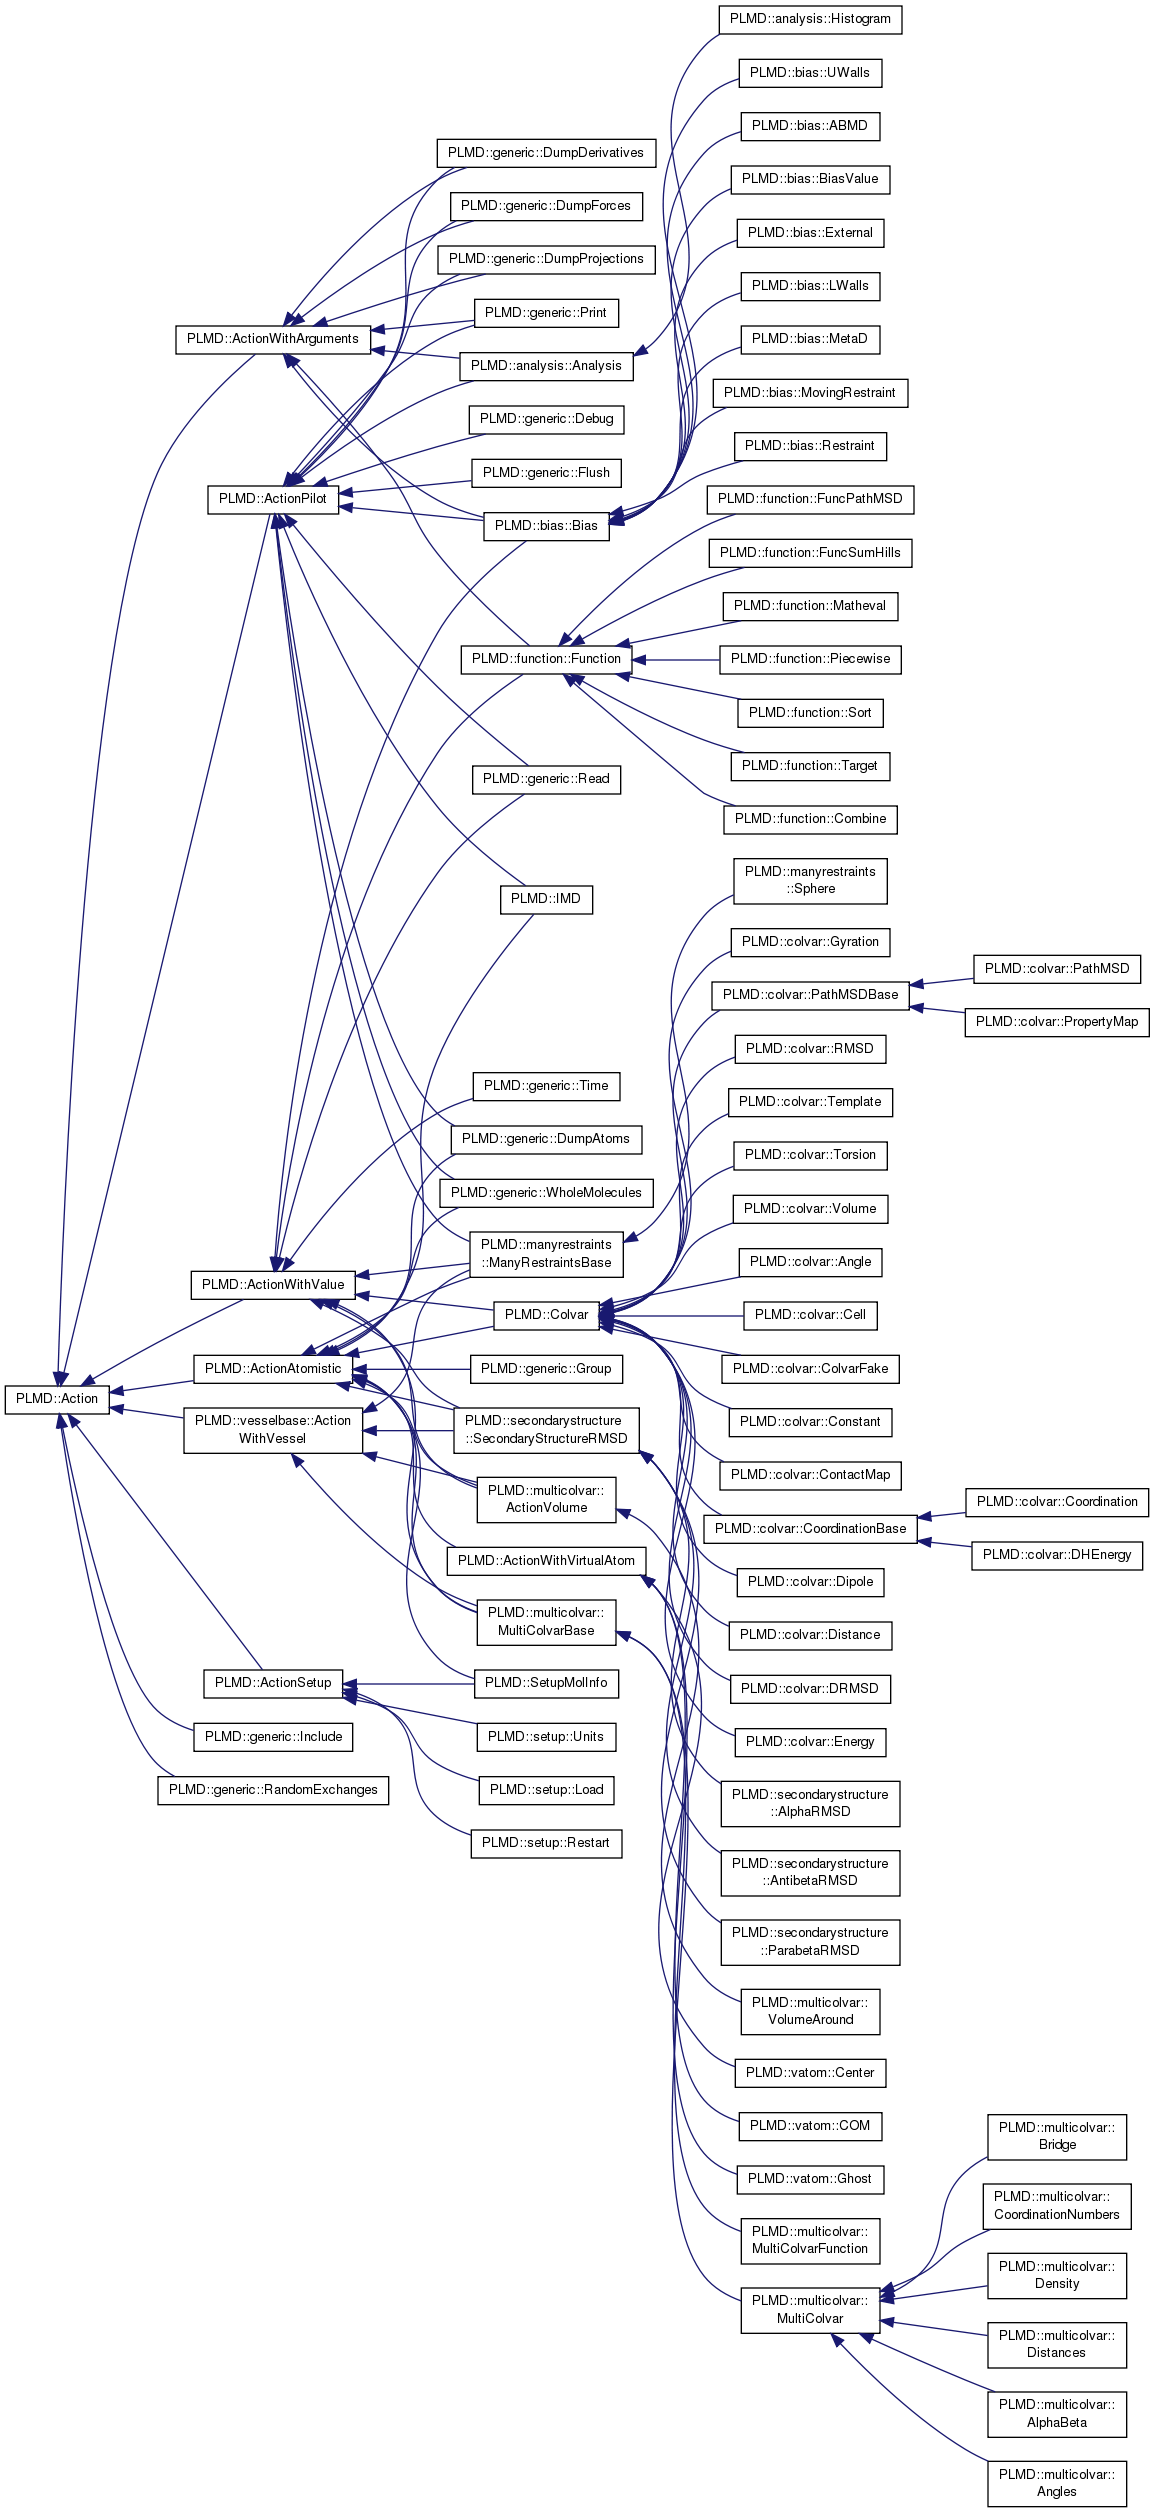 PLMD::analysis::Histogram
PLMD::bias::UWalls
PLMD::bias::ABMD
PLMD::generic::DumpDerivatives
PLMD::bias::BiasValue
PLMD::generic::DumpForces
PLMD::bias::External
PLMD::generic::DumpProjections
PLMD::bias::LWalls
PLMD::generic::Print
PLMD::ActionWithArguments
PLMD::bias::MetaD
PLMD::analysis::Analysis
PLMD::bias::MovingRestraint
PLMD::generic::Debug
PLMD::bias::Restraint
PLMD::generic::Flush
PLMD::ActionPilot
PLMD::function::FuncPathMSD
PLMD::bias::Bias
PLMD::function::FuncSumHills
PLMD::function::Matheval
PLMD::function::Function
PLMD::function::Piecewise
PLMD::function::Sort
PLMD::function::Target
PLMD::generic::Read
PLMD::function::Combine
PLMD::manyrestraints
::Sphere
PLMD::IMD
PLMD::colvar::Gyration
PLMD::colvar::PathMSD
PLMD::colvar::PathMSDBase
PLMD::colvar::PropertyMap
PLMD::colvar::RMSD
PLMD::generic::Time
PLMD::colvar::Template
PLMD::generic::DumpAtoms
PLMD::colvar::Torsion
PLMD::generic::WholeMolecules
PLMD::colvar::Volume
PLMD::manyrestraints
::ManyRestraintsBase
PLMD::colvar::Angle
PLMD::ActionWithValue
PLMD::Colvar
PLMD::colvar::Cell
PLMD::ActionAtomistic
PLMD::generic::Group
PLMD::colvar::ColvarFake
PLMD::Action
PLMD::vesselbase::Action
WithVessel
PLMD::secondarystructure
::SecondaryStructureRMSD
PLMD::colvar::Constant
PLMD::colvar::ContactMap
PLMD::multicolvar::
ActionVolume
PLMD::colvar::Coordination
PLMD::colvar::CoordinationBase
PLMD::colvar::DHEnergy
PLMD::ActionWithVirtualAtom
PLMD::colvar::Dipole
PLMD::multicolvar::
MultiColvarBase
PLMD::colvar::Distance
PLMD::ActionSetup
PLMD::SetupMolInfo
PLMD::colvar::DRMSD
PLMD::generic::Include
PLMD::setup::Units
PLMD::colvar::Energy
PLMD::generic::RandomExchanges
PLMD::setup::Load
PLMD::secondarystructure
::AlphaRMSD
PLMD::setup::Restart
PLMD::secondarystructure
::AntibetaRMSD
PLMD::secondarystructure
::ParabetaRMSD
PLMD::multicolvar::
VolumeAround
PLMD::vatom::Center
PLMD::vatom::COM
PLMD::multicolvar::
Bridge
PLMD::vatom::Ghost
PLMD::multicolvar::
CoordinationNumbers
PLMD::multicolvar::
MultiColvarFunction
PLMD::multicolvar::
Density
PLMD::multicolvar::
MultiColvar
PLMD::multicolvar::
Distances
PLMD::multicolvar::
AlphaBeta
PLMD::multicolvar::
Angles